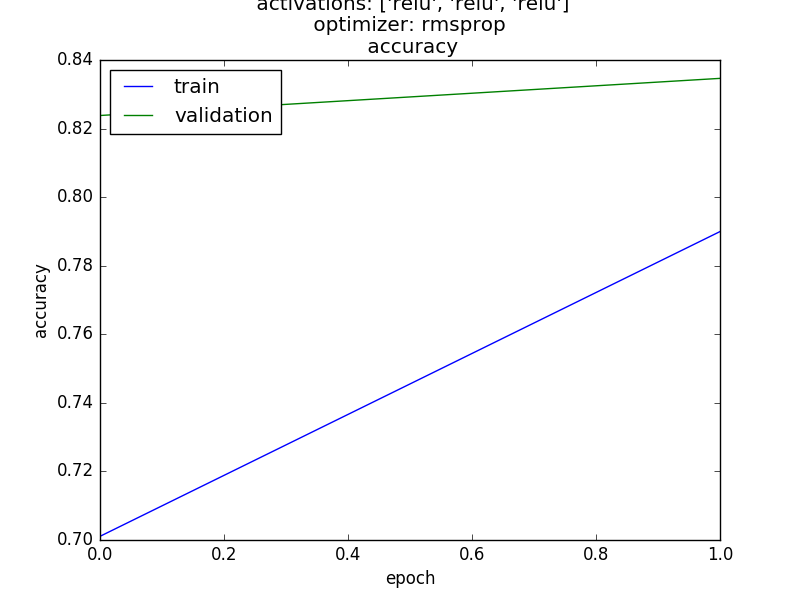 activations: ['relu', 'relu', 'relu']
optimizer: rmsprop
accuracy
0.84
0.82
0.80
0.78
0.76
0.74
0.72
0.70
train
validation
accuracy
0.0 0.2 0.4 0.6 0.8 1.0
epoch